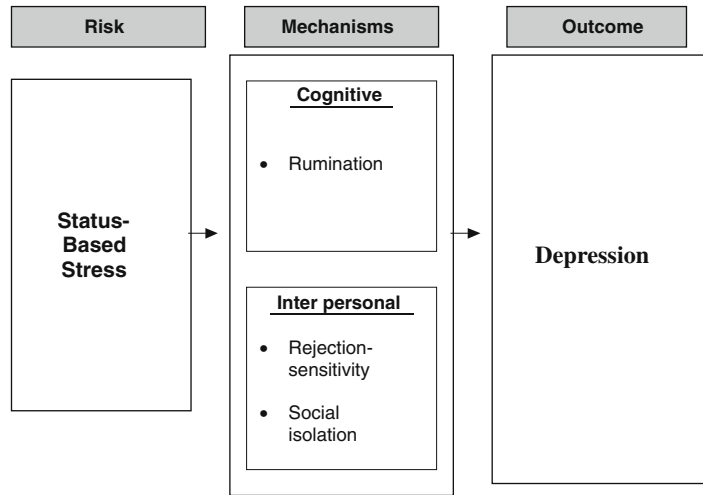 Risk
Mechanisms
Outcome
Status-
Based
Stress
Cognitive
• Rumination
Inter personal
• Rejection-
sensitivity
• Social
isolation
Depression